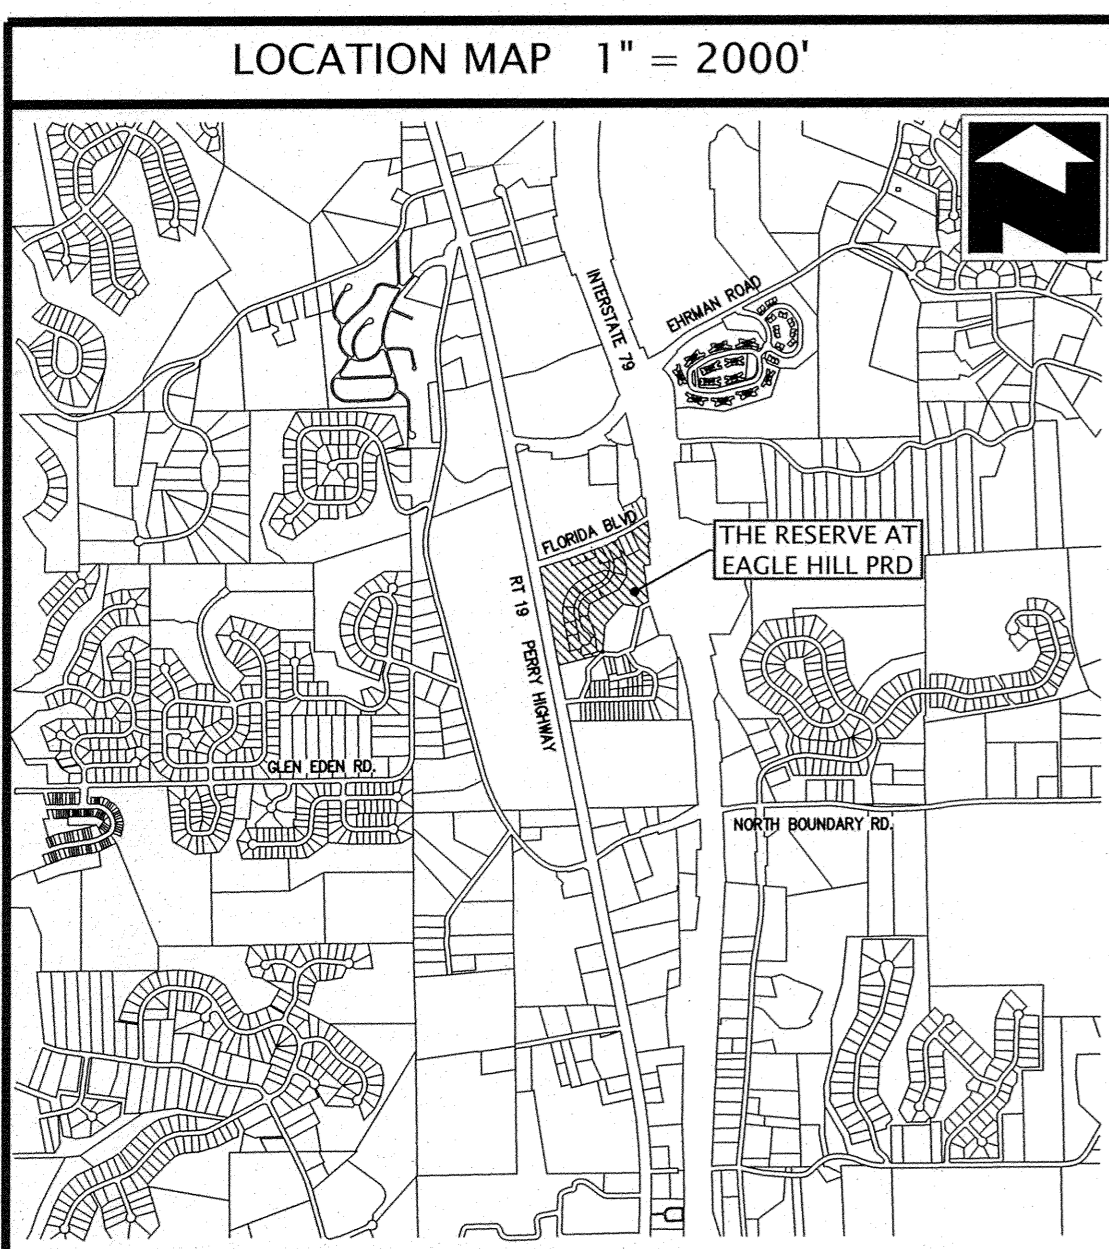 LOCATION MAP 1" = 2000'
INTERSTATE 79
EHRMAN ROAD
FLORIDA BLVD
THE RESERVE AT
EAGLE HILL PRD
RT 19 PERRY HIGHWAY
GLEN EDEN RD.
NORTH BOUNDARY RD.
N